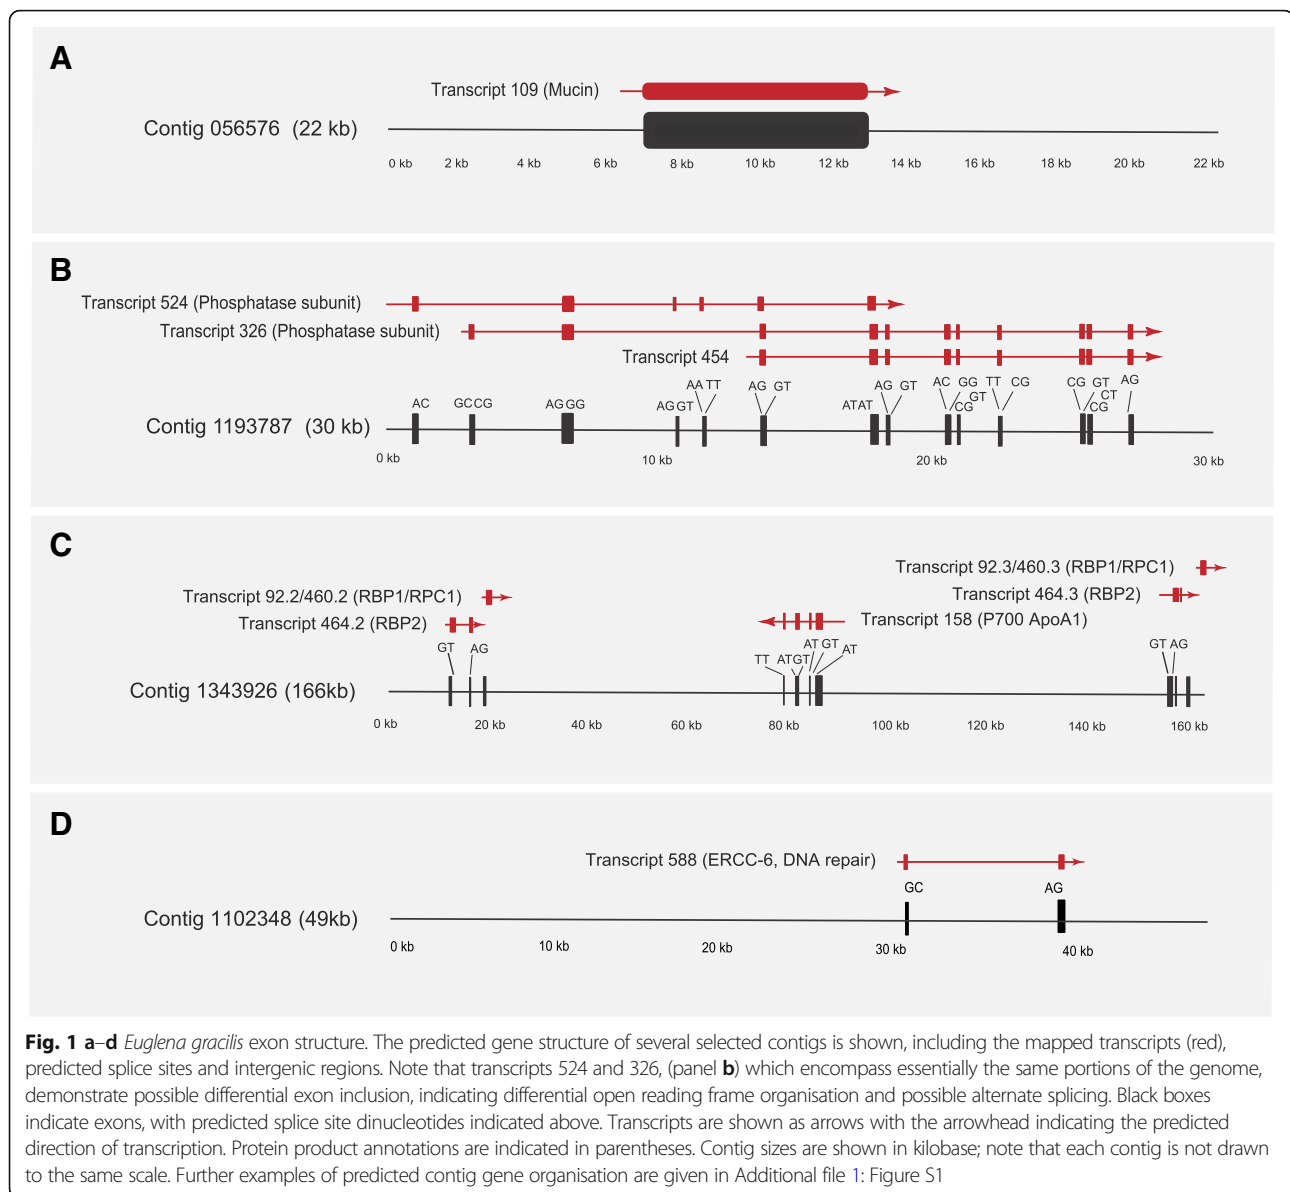 A
Transcript 109 (Mucin)
Contig 056576 (22 kb)
0 kb 2 kb 4 kb 6 kb 8 kb 10 kb 12 kb 14 kb 16 kb 18 kb 20 kb 22 kb
B
Transcript 524 (Phosphatase subunit)
Transcript 326 (Phosphatase subunit)
Transcript 454
AC GCCG AGGG AGGT AA TT AG GT ATAT AG GT AC GG CG GT TT CG CG GT CG CT AG
Contig 1193787 (30 kb)
0 kb 10 kb 20 kb 30 kb
C
Transcript 92.3/460.3 (RBP1/RPC1)
Transcript 92.2/460.2 (RBP1/RPC1)
Transcript 464.3 (RBP2)
Transcript 464.2 (RBP2)
Transcript 158 (P700 ApoA1)
GT AG TT ATGT AT GT AT GT AG
Contig 1343926 (166kb)
0 kb 20 kb 40 kb 60 kb 80 kb 100 kb 120 kb 140 kb 160 kb
D
Transcript 588 (ERCC-6, DNA repair)
GC AG
Contig 1102348 (49kb)
0 kb 10 kb 20 kb 30 kb 40 kb
Fig. 1 a–d Euglena gracilis exon structure. The predicted gene structure of several selected contigs is shown, including the mapped transcripts (red),
predicted splice sites and intergenic regions. Note that transcripts 524 and 326, (panel b) which encompass essentially the same portions of the genome,
demonstrate possible differential exon inclusion, indicating differential open reading frame organisation and possible alternate splicing. Black boxes
indicate exons, with predicted splice site dinucleotides indicated above. Transcripts are shown as arrows with the arrowhead indicating the predicted
direction of transcription. Protein product annotations are indicated in parentheses. Contig sizes are shown in kilobase; note that each contig is not drawn
to the same scale. Further examples of predicted contig gene organisation are given in Additional file 1: Figure S1